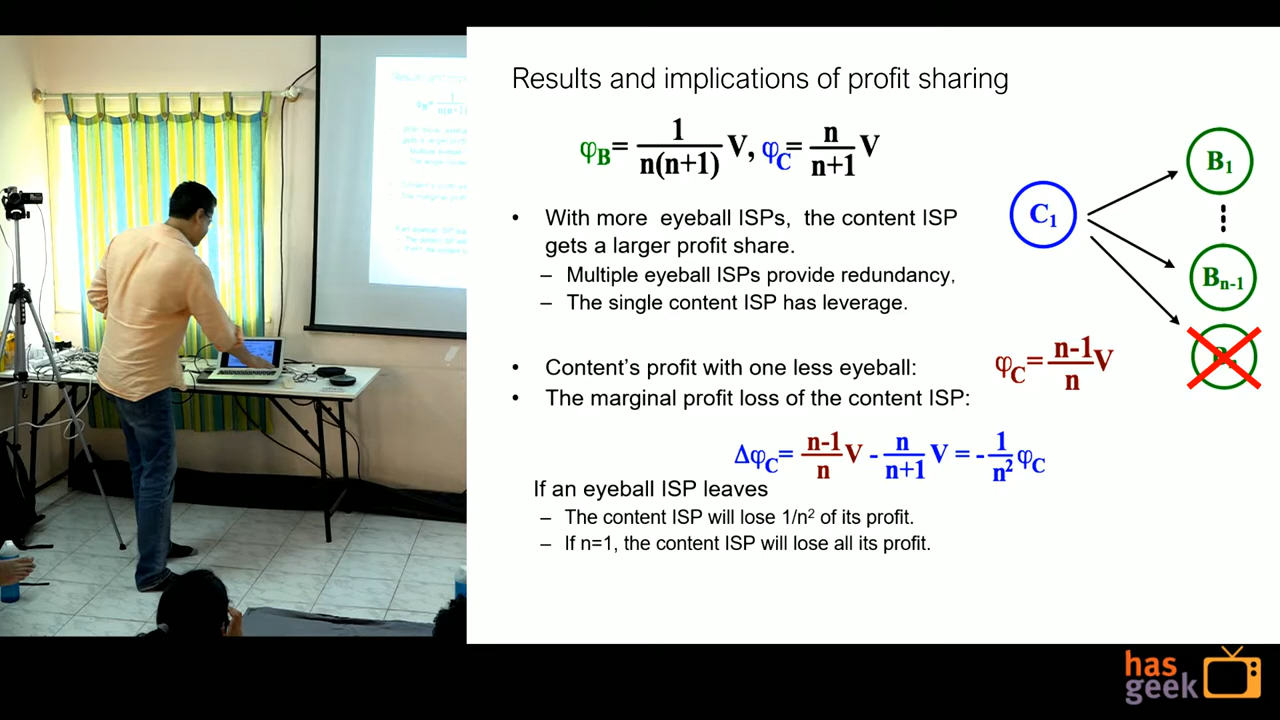 Results and implications of profit sharing
φB= 1/n(n+1) V, φC= n/n+1 V
• With more eyeball ISPs, the content ISP
gets a larger profit share.
– Multiple eyeball ISPs provide redundancy,
– The single content ISP has leverage.
• Content's profit with one less eyeball:
φC= n-1/n V
• The marginal profit loss of the content ISP:
ΔφC= n-1/n V - n/n+1 V = - 1/n² φC
If an eyeball ISP leaves
– The content ISP will lose 1/n² of its profit.
– If n=1, the content ISP will lose all its profit.
C1
B1
Bn-1
has
geek